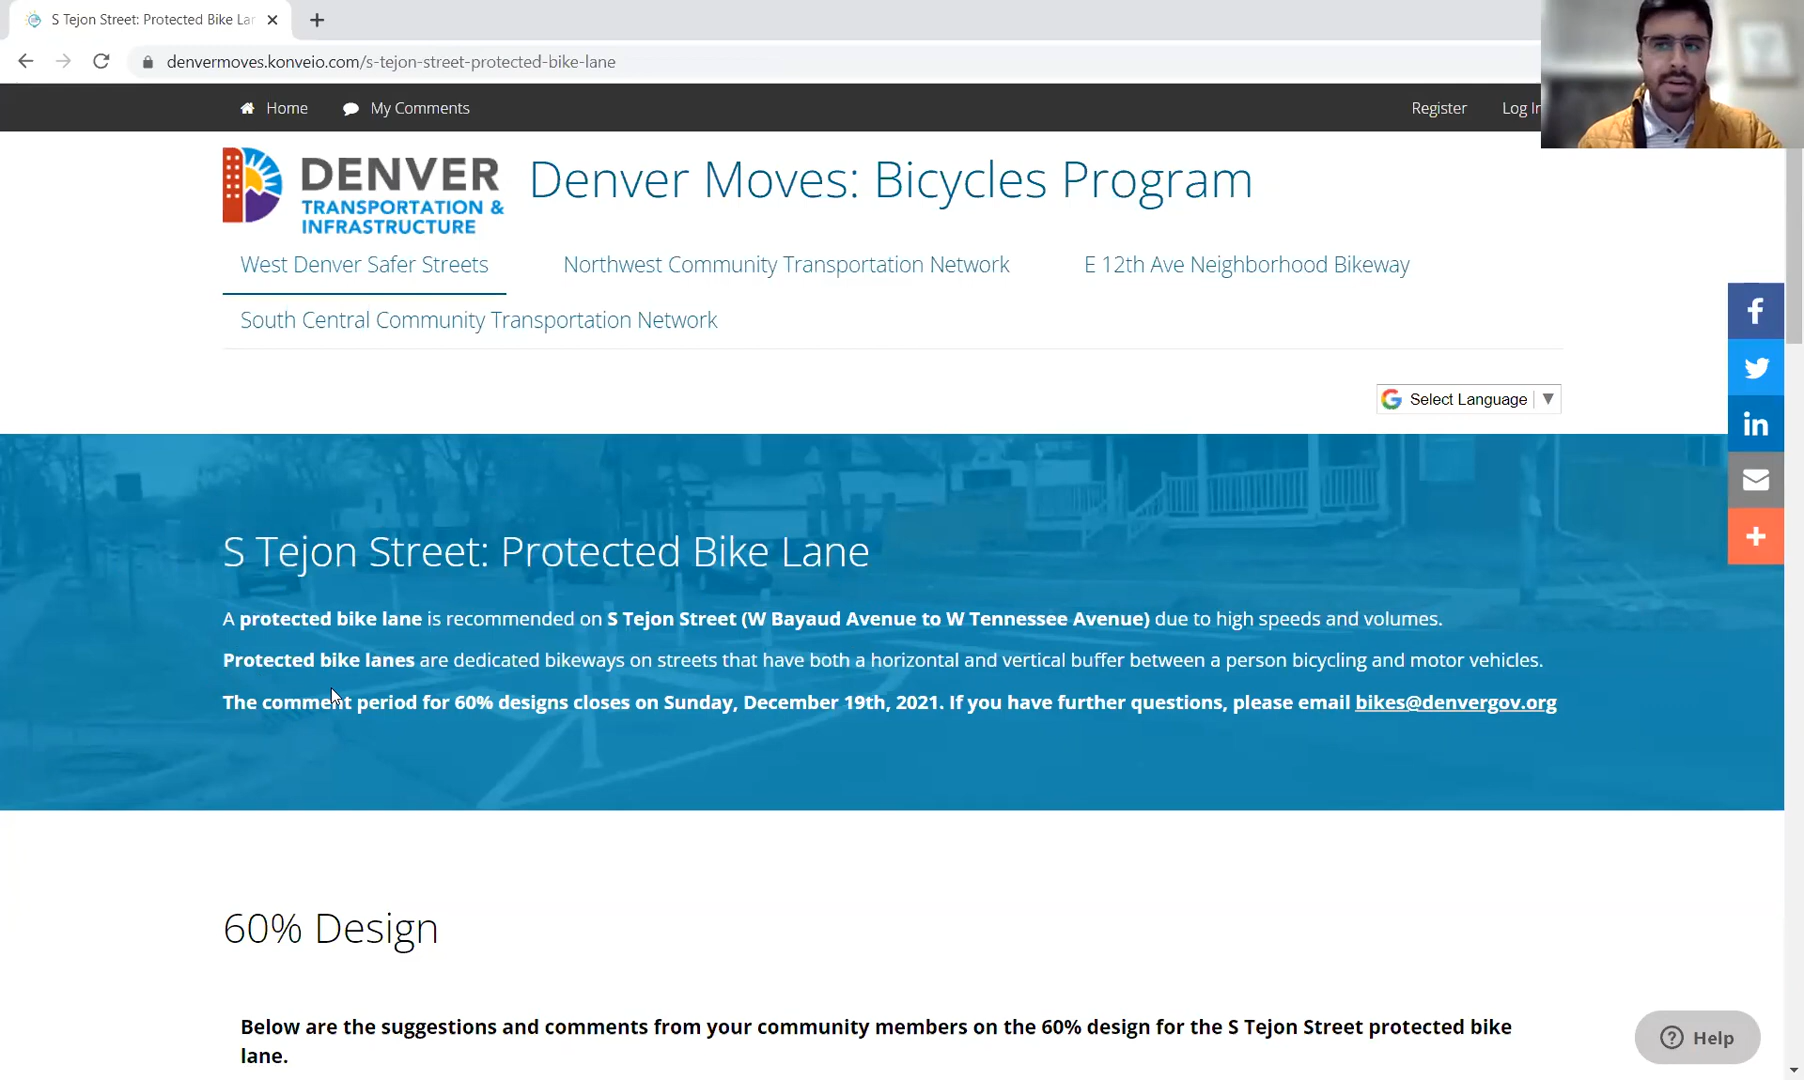 S Tejon Street: Protected Bike Lar
denvermoves.konveio.com/s-tejon-street-protected-bike-lane
Home My Comments Register Log In
DENVER
TRANSPORTATION &
INFRASTRUCTURE
Denver Moves: Bicycles Program
West Denver Safer Streets Northwest Community Transportation Network E 12th Ave Neighborhood Bikeway
South Central Community Transportation Network
Select Language
S Tejon Street: Protected Bike Lane
A protected bike lane is recommended on S Tejon Street (W Bayaud Avenue to W Tennessee Avenue) due to high speeds and volumes.
Protected bike lanes are dedicated bikeways on streets that have both a horizontal and vertical buffer between a person bicycling and motor vehicles.
The comment period for 60% designs closes on Sunday, December 19th, 2021. If you have further questions, please email bikes@denvergov.org
60% Design
Below are the suggestions and comments from your community members on the 60% design for the S Tejon Street protected bike
lane.
Help